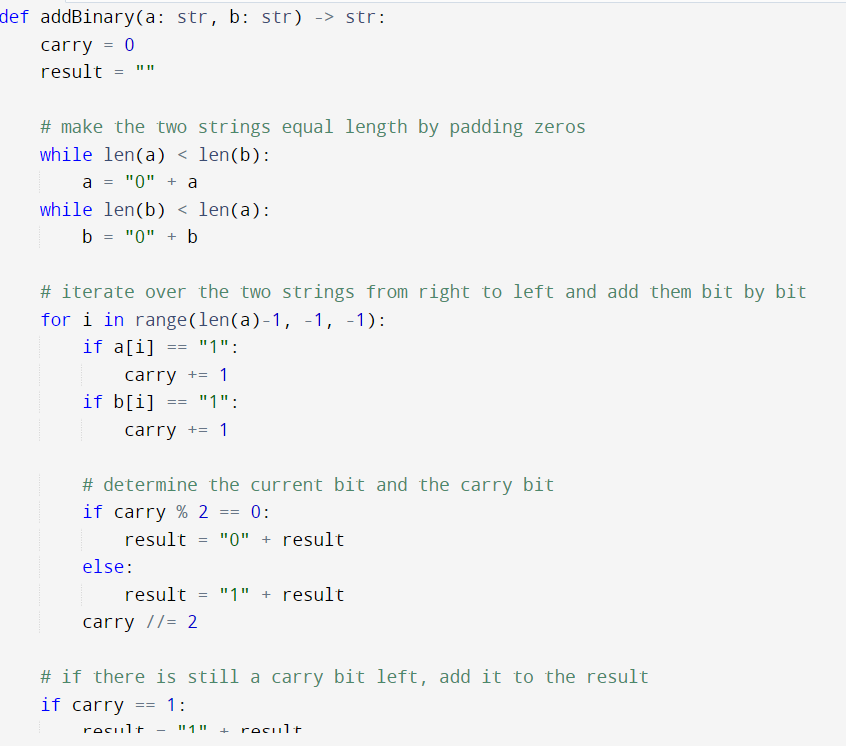 def addBinary(a: str, b: str) -> str:
    carry = 0
    result = ""

    # make the two strings equal length by padding zeros
    while len(a) < len(b):
        a = "0" + a
    while len(b) < len(a):
        b = "0" + b

    # iterate over the two strings from right to left and add them bit by bit
    for i in range(len(a)-1, -1, -1):
        if a[i] == "1":
            carry += 1
        if b[i] == "1":
            carry += 1

        # determine the current bit and the carry bit
        if carry % 2 == 0:
            result = "0" + result
        else:
            result = "1" + result
        carry //= 2

    # if there is still a carry bit left, add it to the result
    if carry == 1:
        result = "1" + result